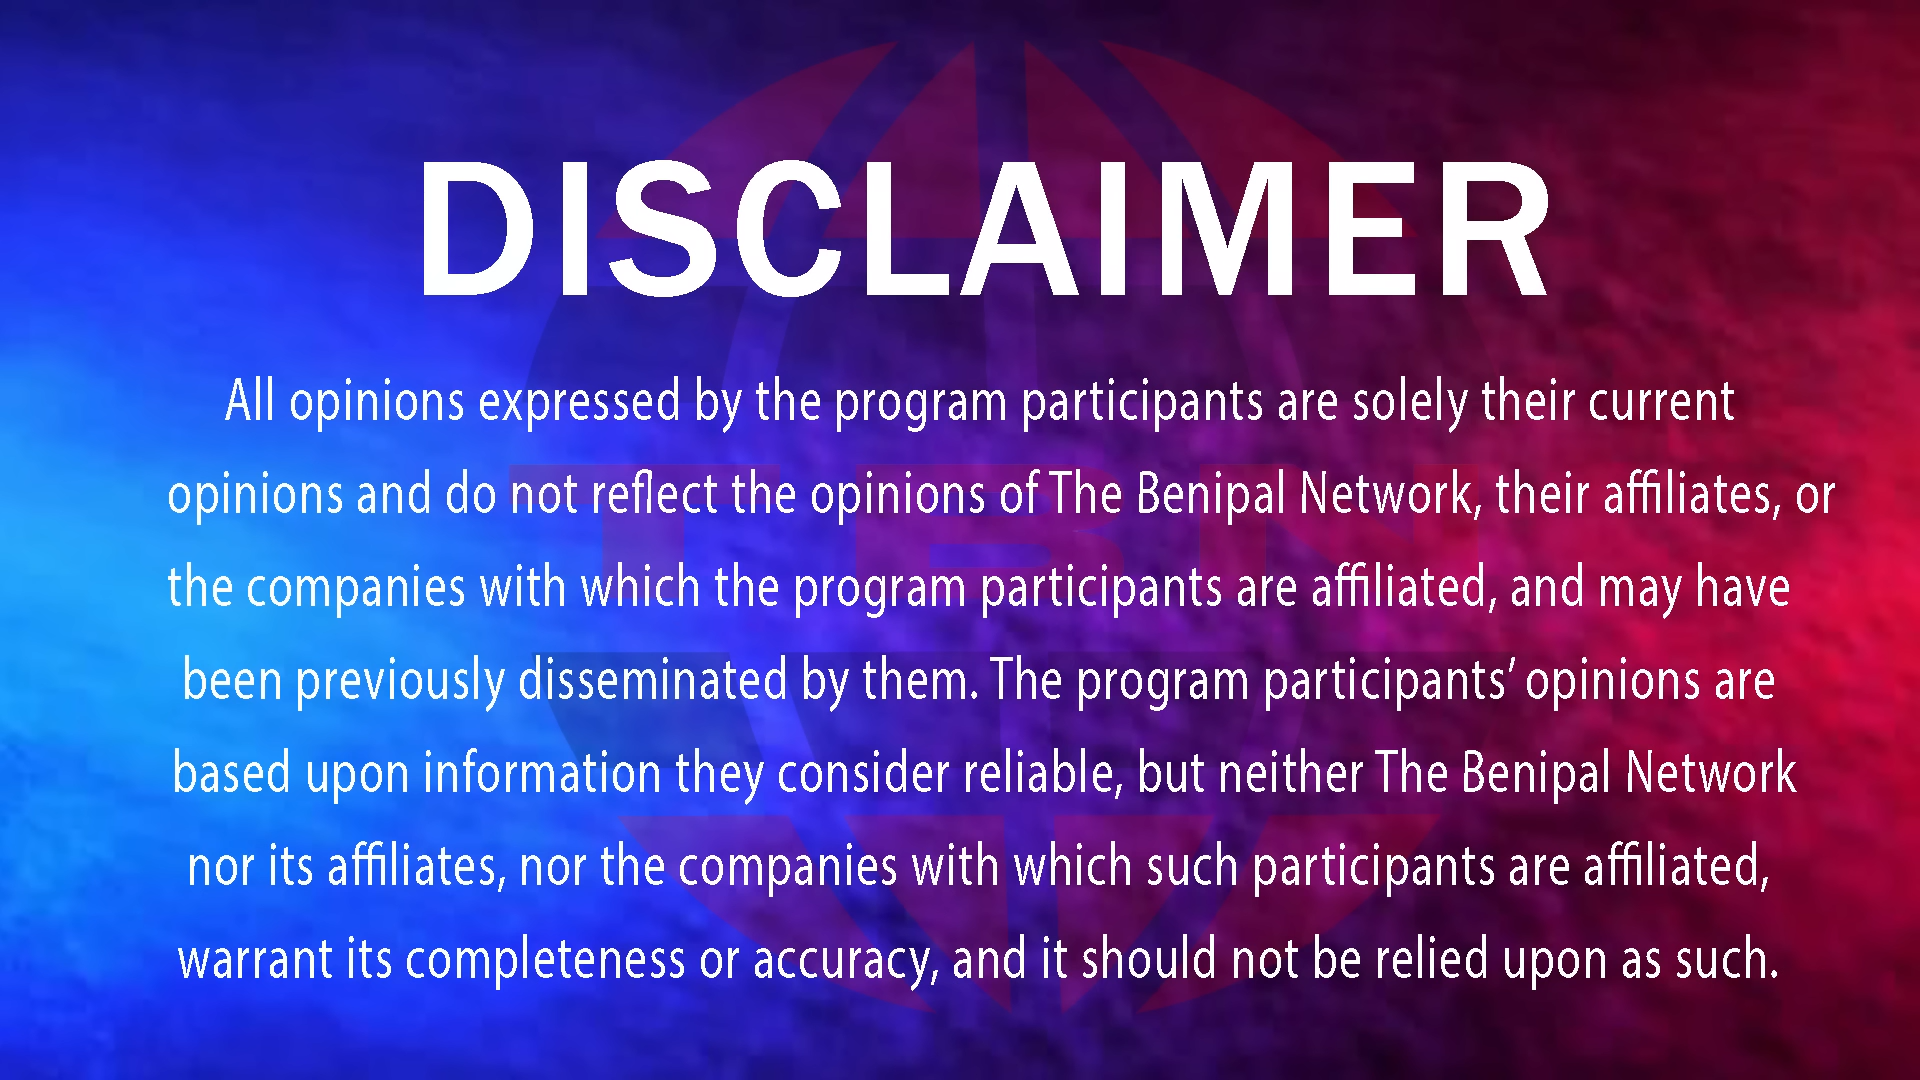 DISCLAIMER
All opinions expressed by the program participants are solely their current
opinions and do not reflect the opinions of The Benipal Network, their affiliates, or
the companies with which the program participants are affiliated, and may have
been previously disseminated by them. The program participants’ opinions are
based upon information they consider reliable, but neither The Benipal Network
nor its affiliates, nor the companies with which such participants are affiliated,
warrant its completeness or accuracy, and it should not be relied upon as such.
TBN